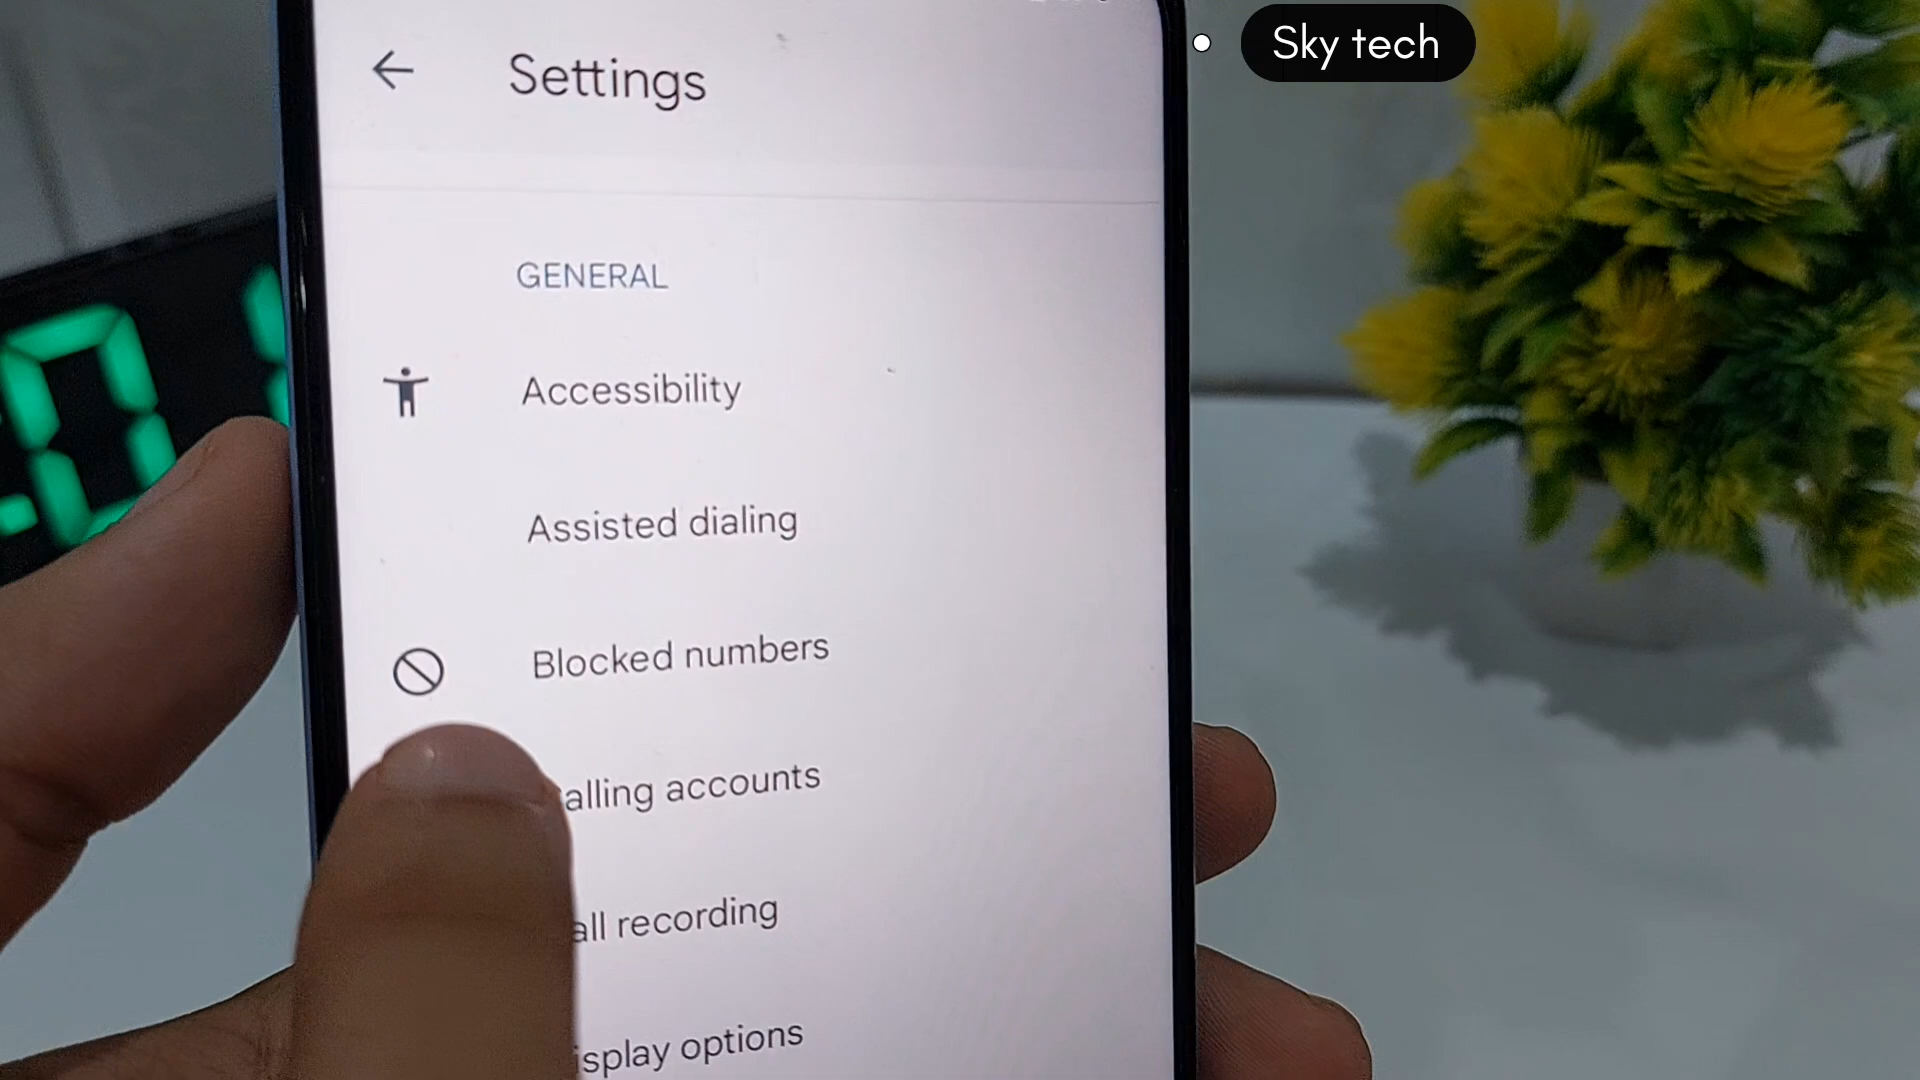 Sky tech
Settings
GENERAL
Accessibility
Assisted dialing
Blocked numbers
alling accounts
all recording
isplay options